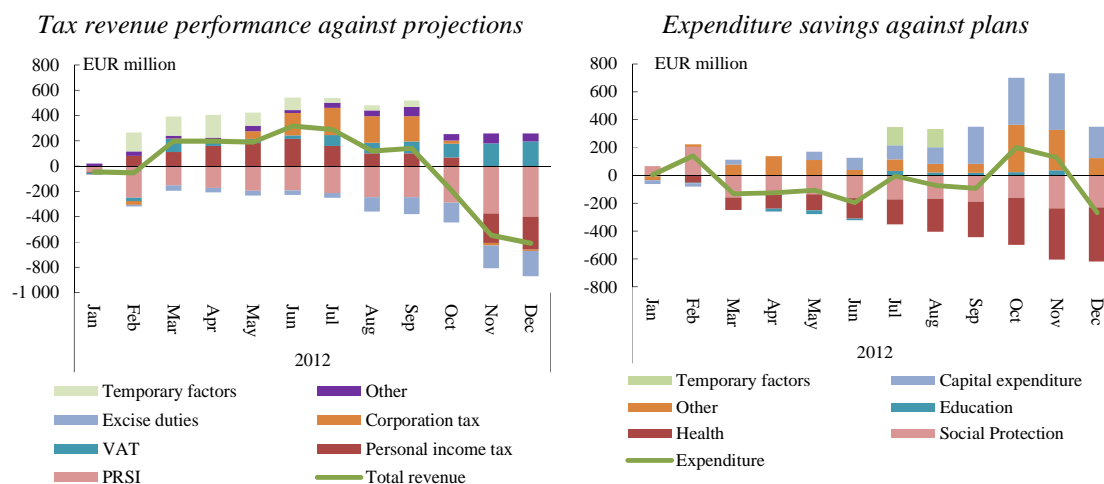 Tax revenue performance against projections
EUR million
800
600
400
200
0
-200
-400
-600
-800
-1 000
Jan
Feb
Mar
Apr
May
Jun
Jul
Aug
Sep
Oct
Nov
Dec
2012
Temporary factors
Other
Excise duties
Corporation tax
VAT
Personal income tax
PRSI
Total revenue
Expenditure savings against plans
EUR million
800
600
400
200
0
-200
-400
-600
-800
Jan
Feb
Mar
Apr
May
Jun
Jul
Aug
Sep
Oct
Nov
Dec
2012
Temporary factors
Capital expenditure
Other
Education
Health
Social Protection
Expenditure